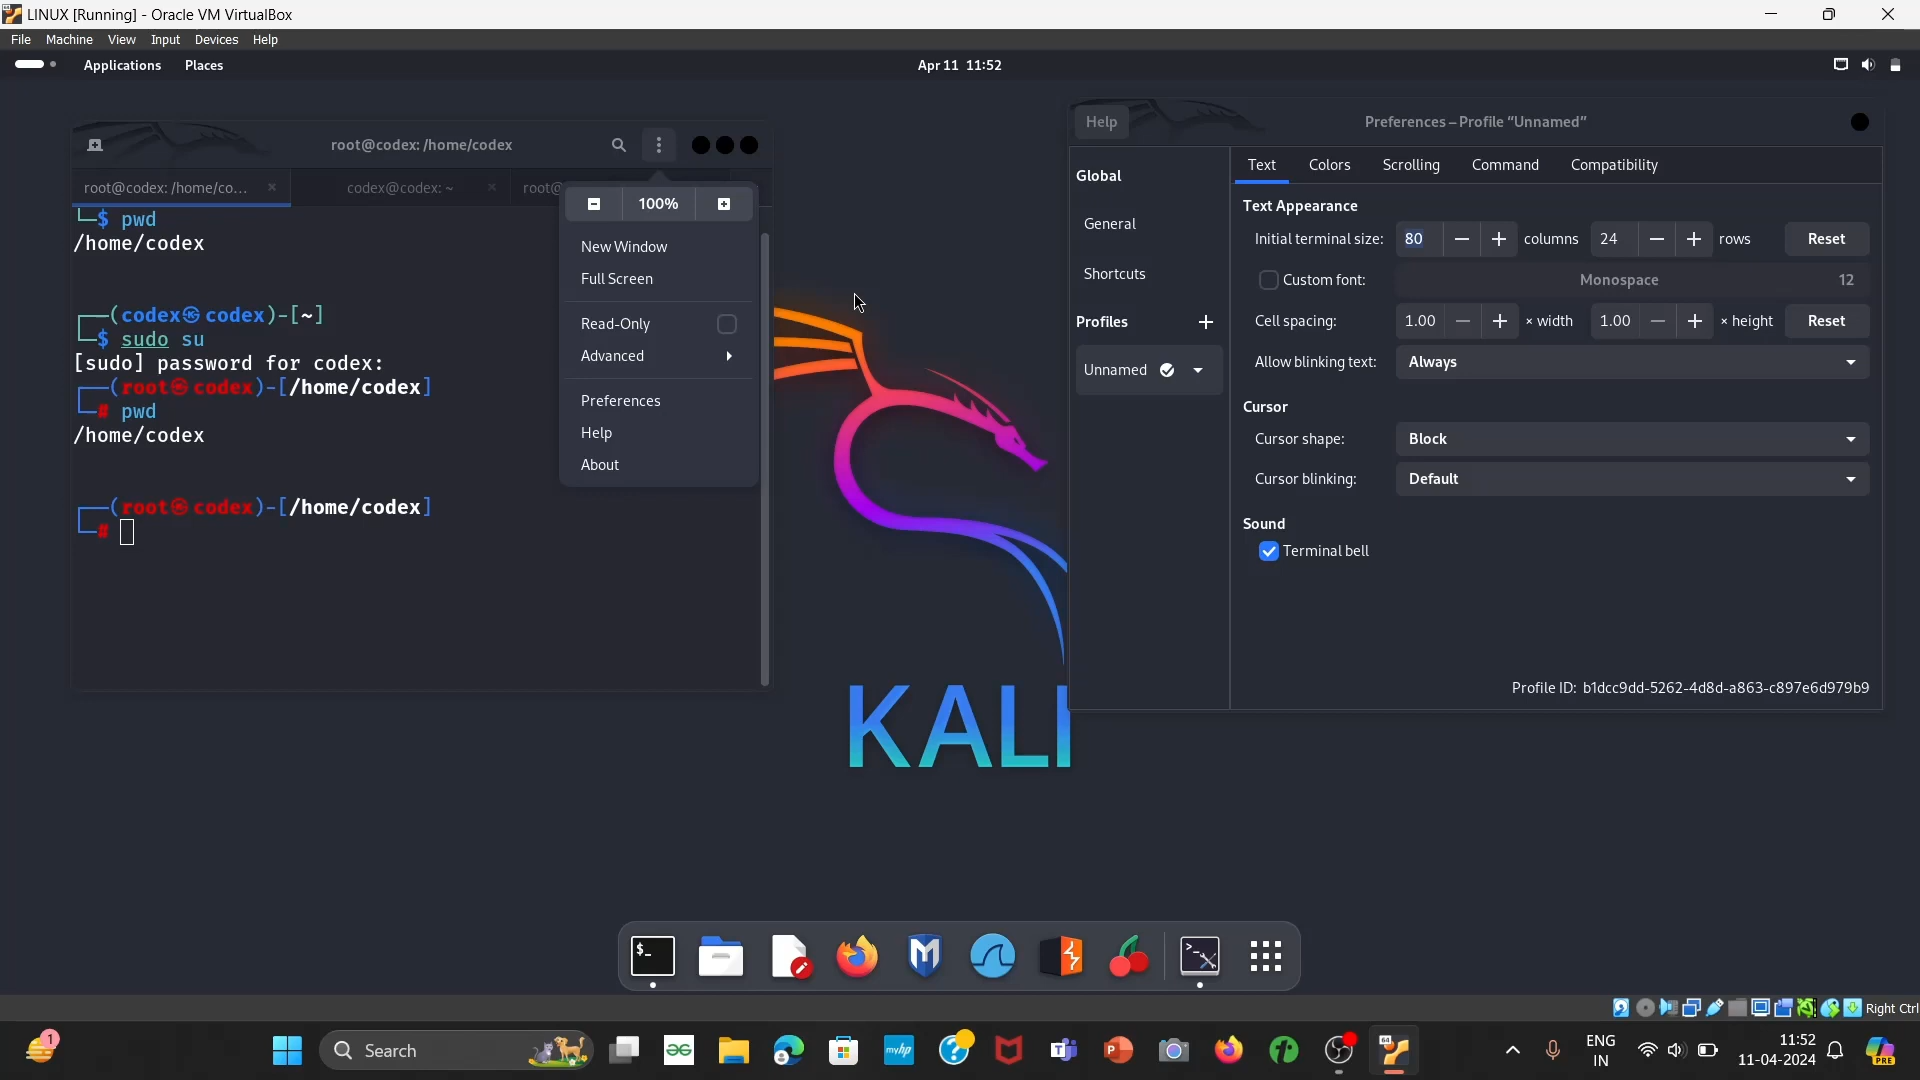 LINUX [Running] - Oracle VM VirtualBox
File Machine View Input Devices Help
Applications Places
Apr 11 11:52
root@codex: /home/codex
root@codex: /home/co... × codex@codex: ~ × root@
└─$ pwd
/home/codex
┌──(codex㉿codex)-[~]
└─$ sudo su
[sudo] password for codex:
┌──(root㉿codex)-[/home/codex]
└─# pwd
/home/codex
┌──(root㉿codex)-[/home/codex]
└─#
100%
New Window
Full Screen
Read-Only
Advanced
Preferences
Help
About
Help
Preferences – Profile “Unnamed”
Global
General
Shortcuts
Profiles +
Unnamed
Text Colors Scrolling Command Compatibility
Text Appearance
Initial terminal size: 80 − + columns 24 − + rows Reset
Custom font: Monospace 12
Cell spacing: 1.00 − + × width 1.00 − + × height Reset
Allow blinking text: Always
Cursor
Cursor shape: Block
Cursor blinking: Default
Sound
Terminal bell
Profile ID: b1dcc9dd-5262-4d8d-a863-c897e6d979b9
KALI
Right Ctrl
1
Search
myhp
ENG
IN
11:52
11-04-2024
PRE